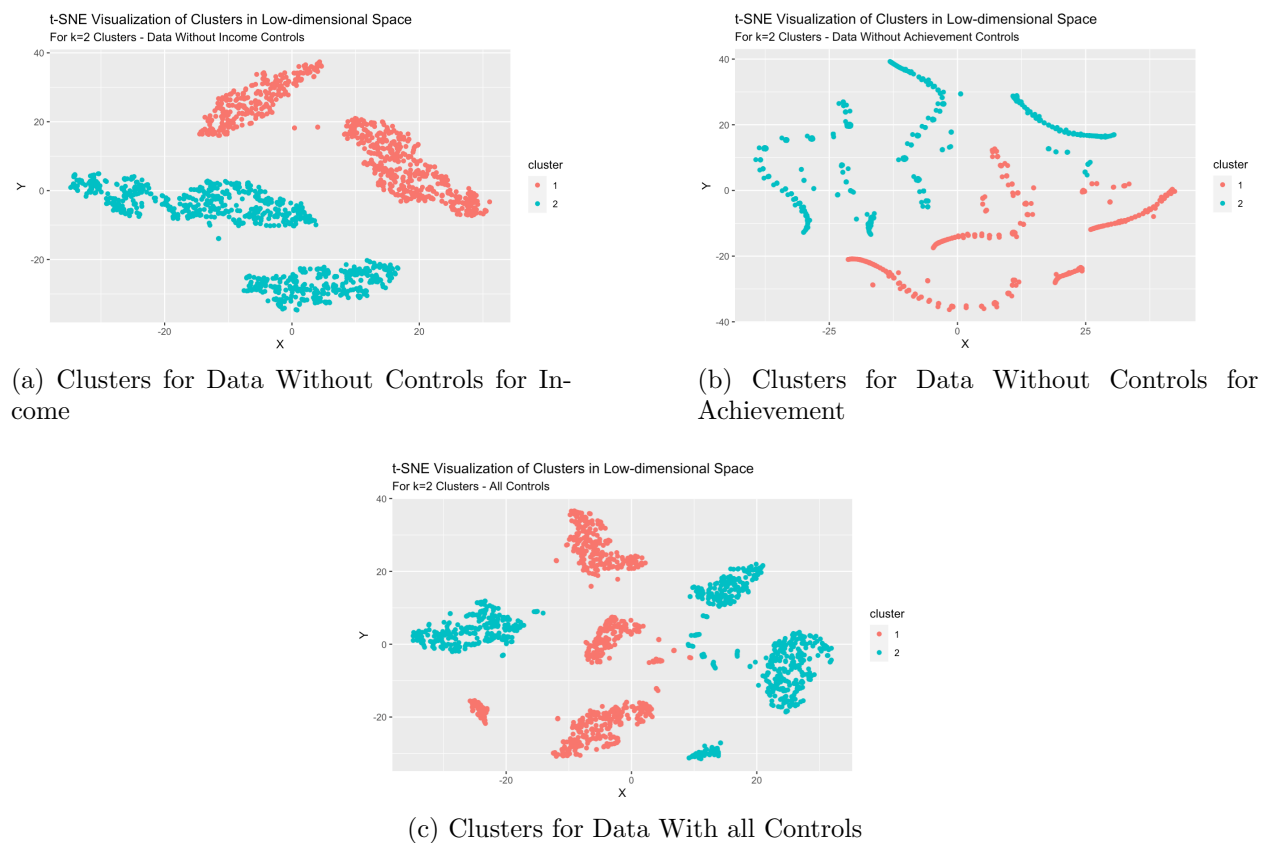 t-SNE Visualization of Clusters in Low-dimensional Space
For k=2 Clusters - Data Without Income Controls
40
20
0
-20
Y
-20
0
20
X
cluster
1
2
(a) Clusters for Data Without Controls for In-
come
t-SNE Visualization of Clusters in Low-dimensional Space
For k=2 Clusters - Data Without Achievement Controls
40
20
0
-20
-40
Y
-25
0
25
X
cluster
1
2
(b) Clusters for Data Without Controls for
Achievement
t-SNE Visualization of Clusters in Low-dimensional Space
For k=2 Clusters - All Controls
40
20
0
-20
Y
-20
0
20
X
cluster
1
2
(c) Clusters for Data With all Controls